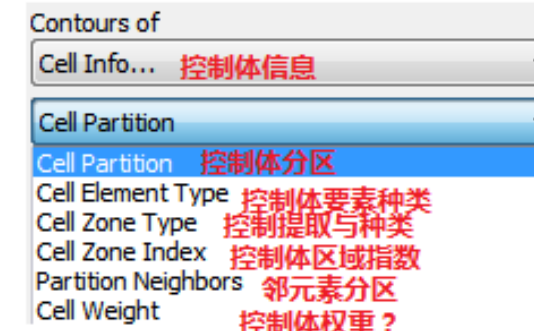 Contours of
Cell Info... 控制体信息
Cell Partition
Cell Partition 控制体分区
Cell Element Type 控制体要素种类
Cell Zone Type 控制提取与种类
Cell Zone Index 控制体区域指数
Partition Neighbors 邻元素分区
Cell Weight 控制体权重？